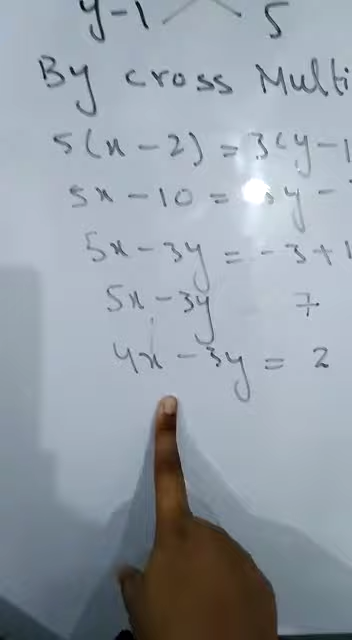 y-1 5
By cross Multi
5(x - 2) = 3(y - 1
5x - 10 = 3y -
5x - 3y = -3 + 1
5x - 3y 7
4x - 3y = 2